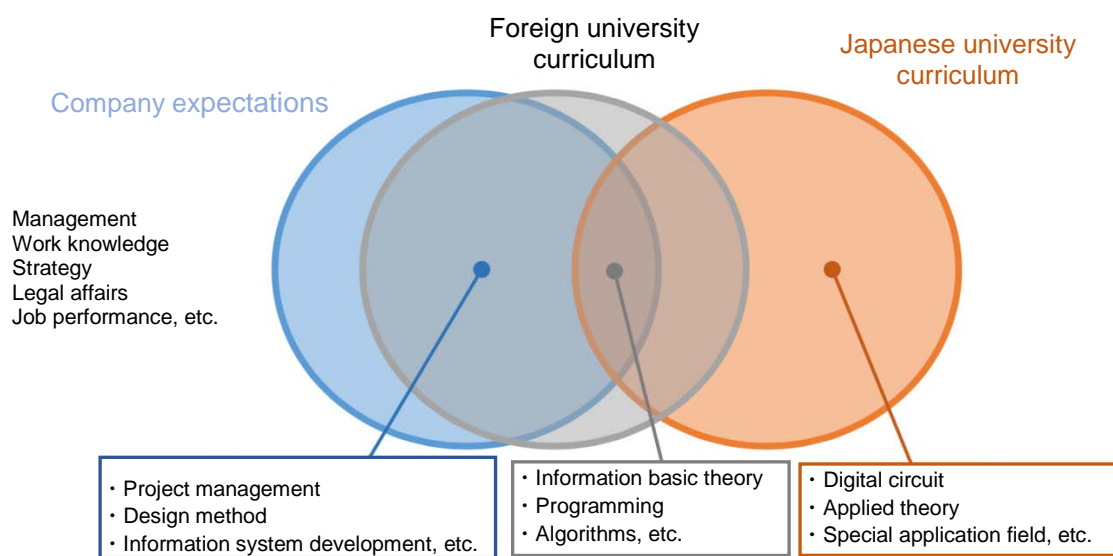 Foreign university
curriculum
Japanese university
curriculum
Company expectations
Management
Work knowledge
Strategy
Legal affairs
Job performance, etc.
・Project management
・Design method
・Information system development, etc.
・Information basic theory
・Programming
・Algorithms, etc.
・Digital circuit
・Applied theory
・Special application field, etc.